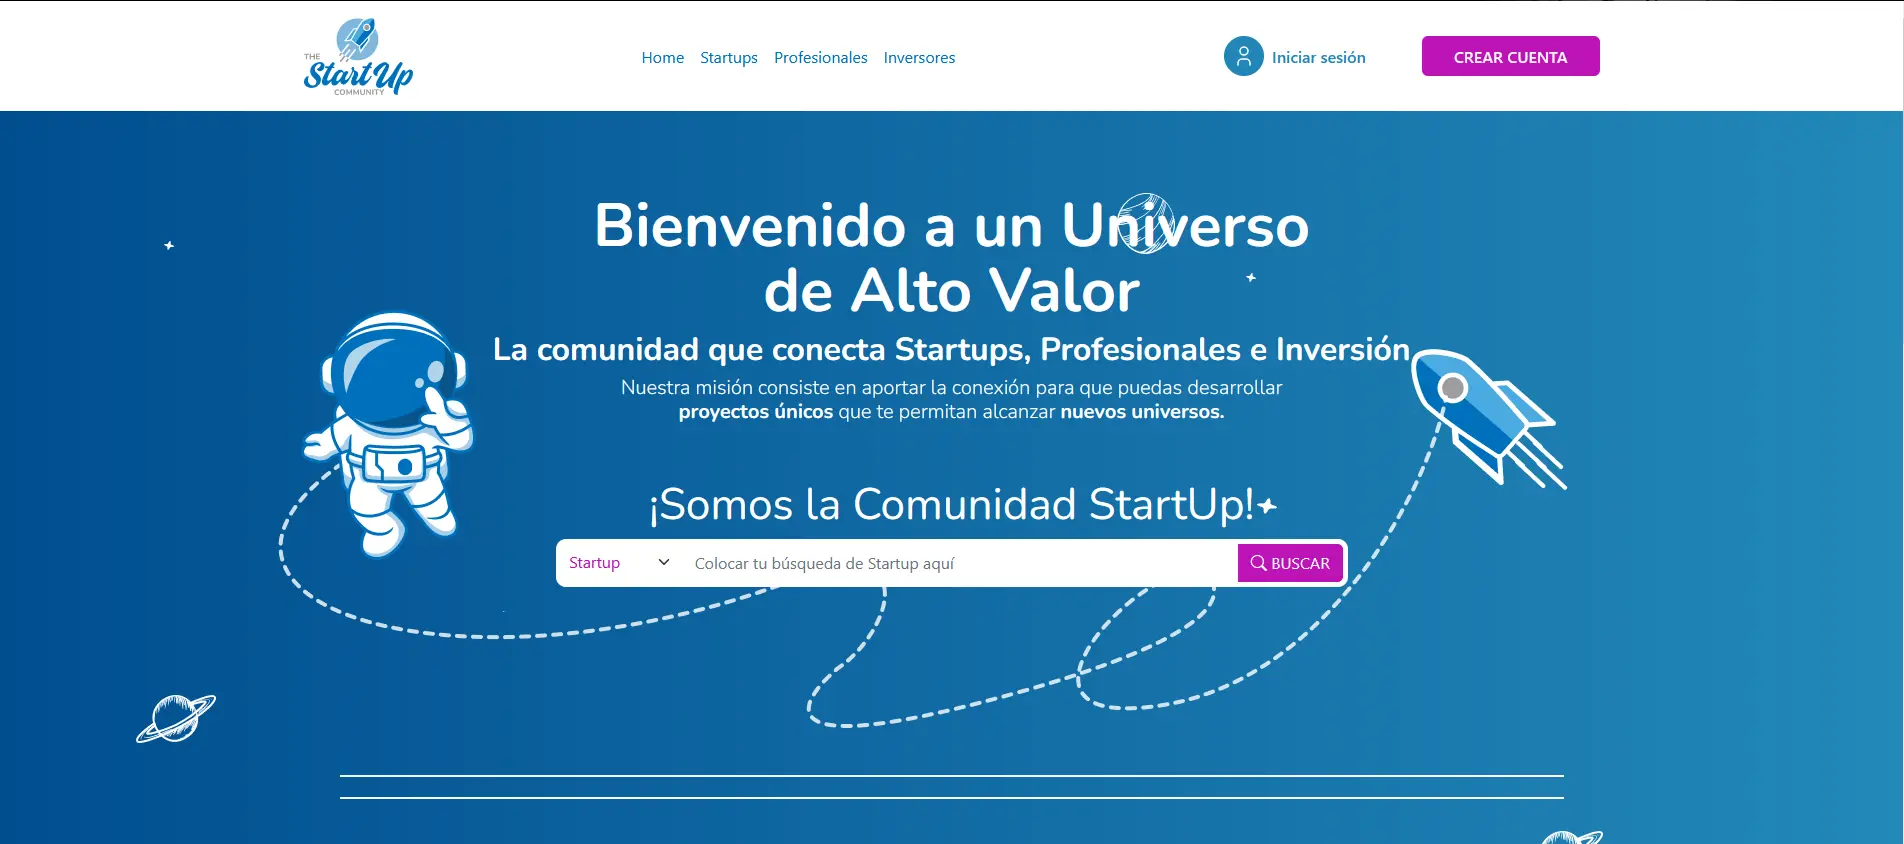 THE
StartUp
COMMUNITY
Home Startups Profesionales Inversores
Iniciar sesión
CREAR CUENTA
Bienvenido a un Universo
de Alto Valor
La comunidad que conecta Startups, Profesionales e Inversión
Nuestra misión consiste en aportar la conexión para que puedas desarrollar
proyectos únicos que te permitan alcanzar nuevos universos.
¡Somos la Comunidad StartUp!
Startup
Colocar tu búsqueda de Startup aquí
BUSCAR